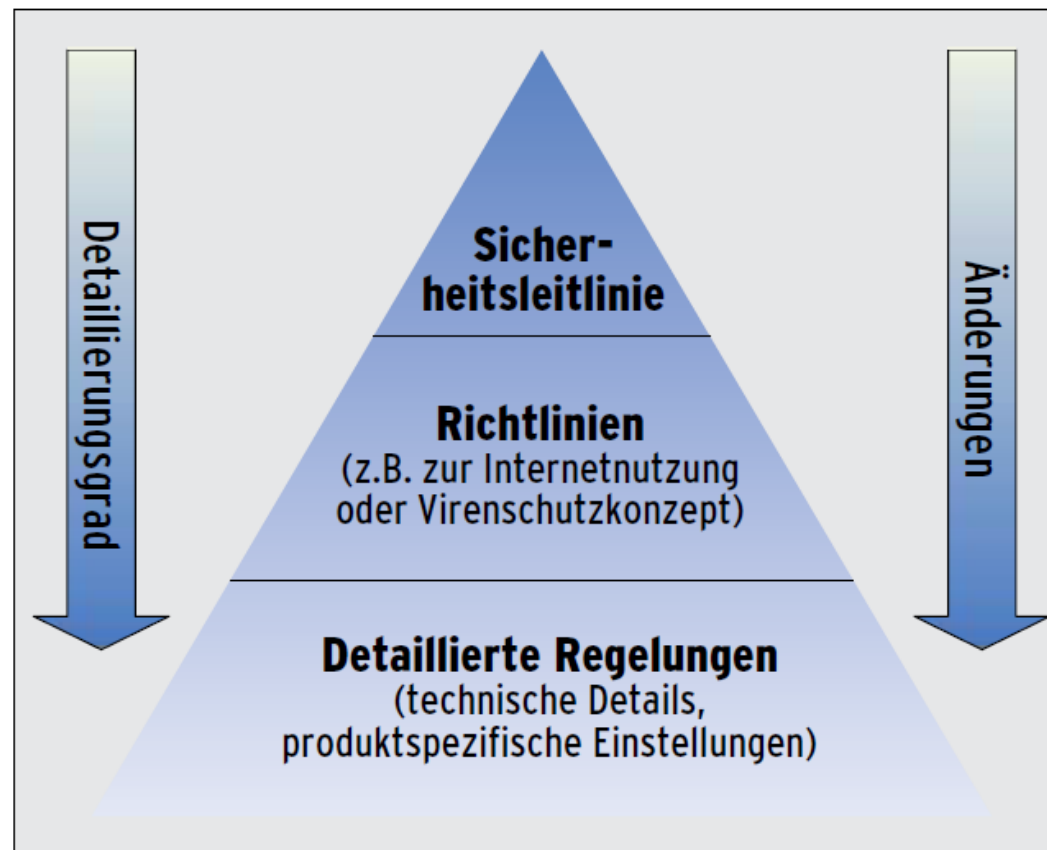 Detaillierungsgrad
Sicher-
heitsleitlinie
Richtlinien
(z.B. zur Internetnutzung
oder Virenschutzkonzept)
Detaillierte Regelungen
(technische Details,
produktspezifische Einstellungen)
Änderungen